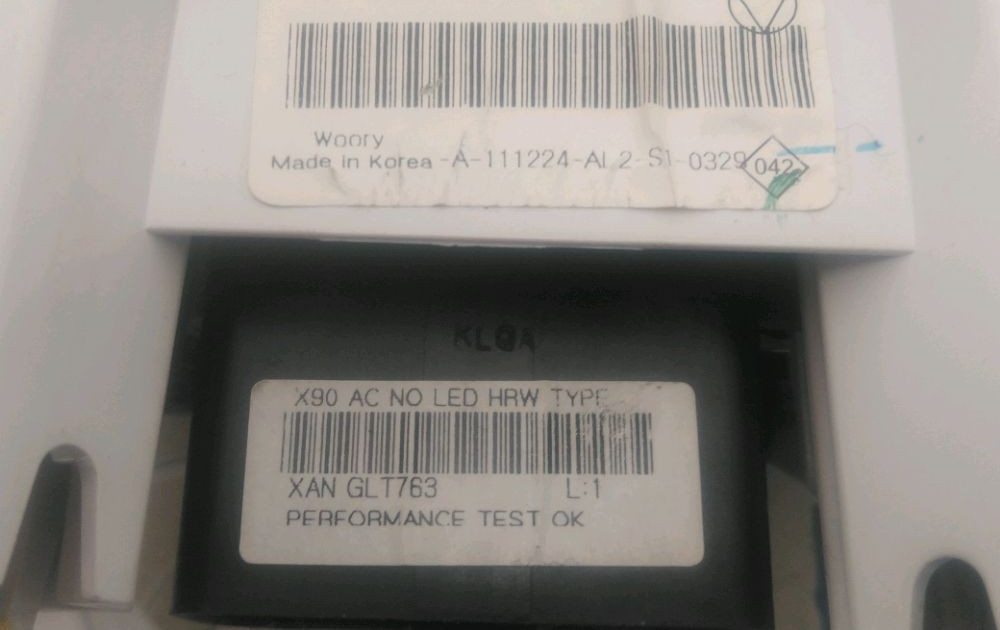 Woory
Made in Korea -A-111224-AL2-S1-0329 042
KL0A
X90 AC NO LED HRW TYPE
XAN GLT763 L:1
PERFORMANCE TEST OK